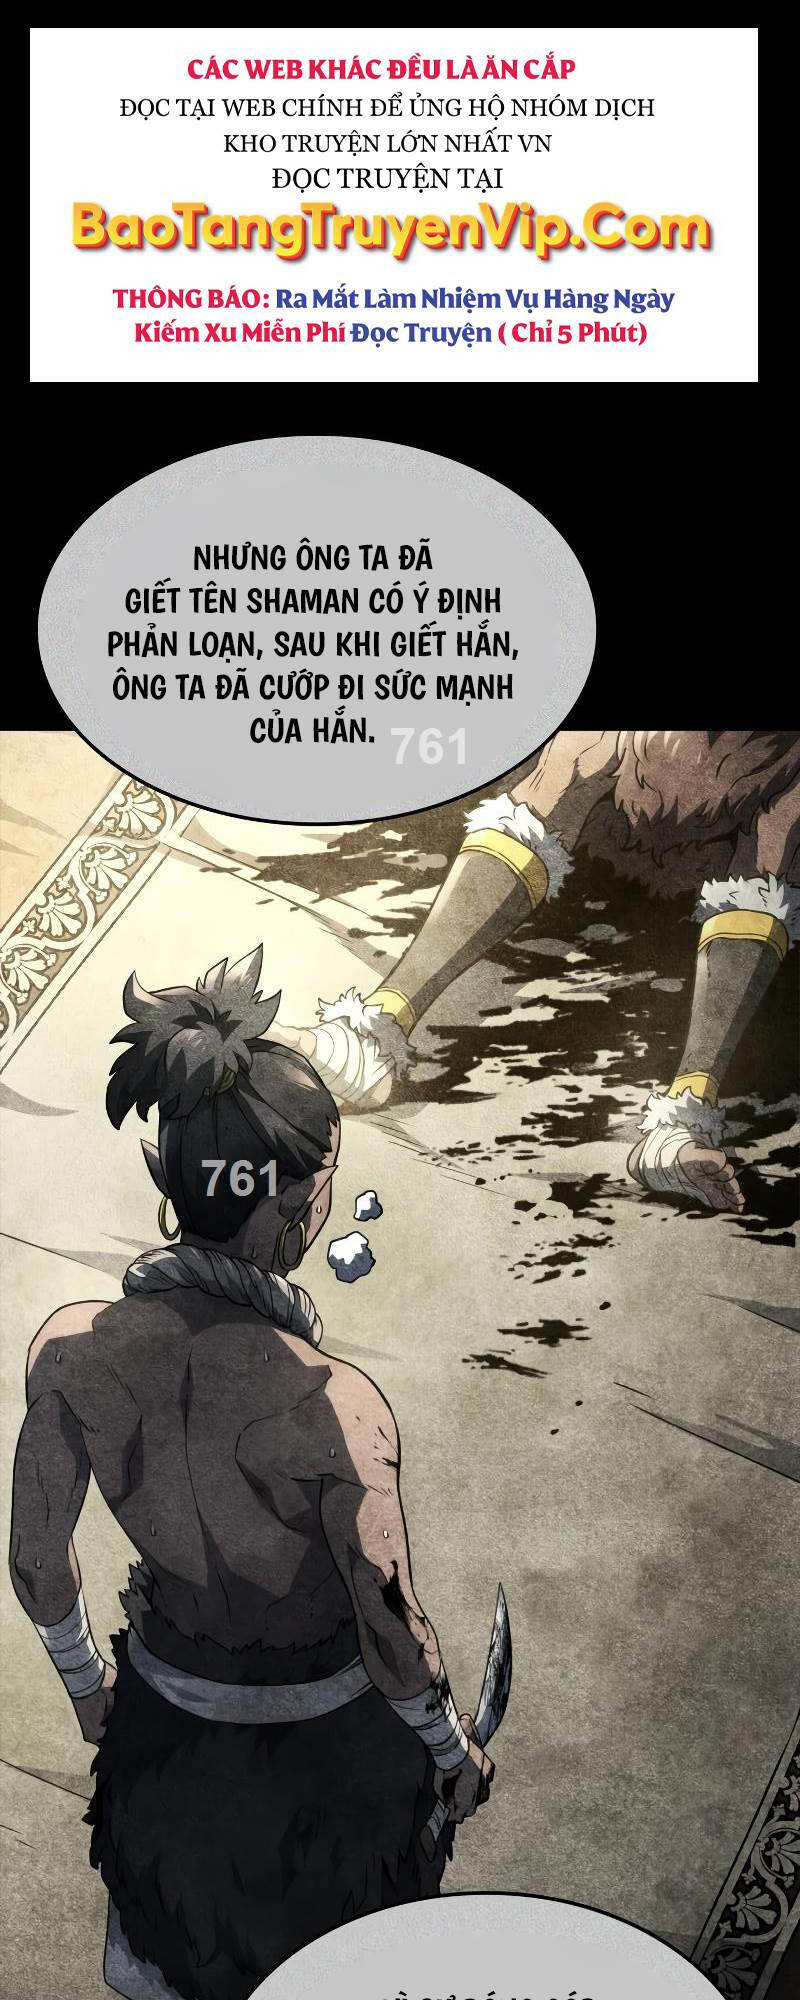 CÁC WEB KHÁC ĐỀU LÀ ĂN CẮP
ĐỌC TẠI WEB CHÍNH ĐỂ ỦNG HỘ NHÓM DỊCH
KHO TRUYỆN LỚN NHẤT VN
ĐỌC TRUYỆN TẠI
BaoTangTruyenVip.Com
THÔNG BÁO: Ra Mắt Làm Nhiệm Vụ Hàng Ngày
Kiếm Xu Miễn Phí Đọc Truyện ( Chỉ 5 Phút)
NHƯNG ÔNG TA ĐÃ
GIẾT TÊN SHAMAN CÓ Ý ĐỊNH
PHẢN LOẠN, SAU KHI GIẾT HẮN,
ÔNG TA ĐÃ CƯỚP ĐI SỨC MẠNH
CỦA HẮN.
761
761